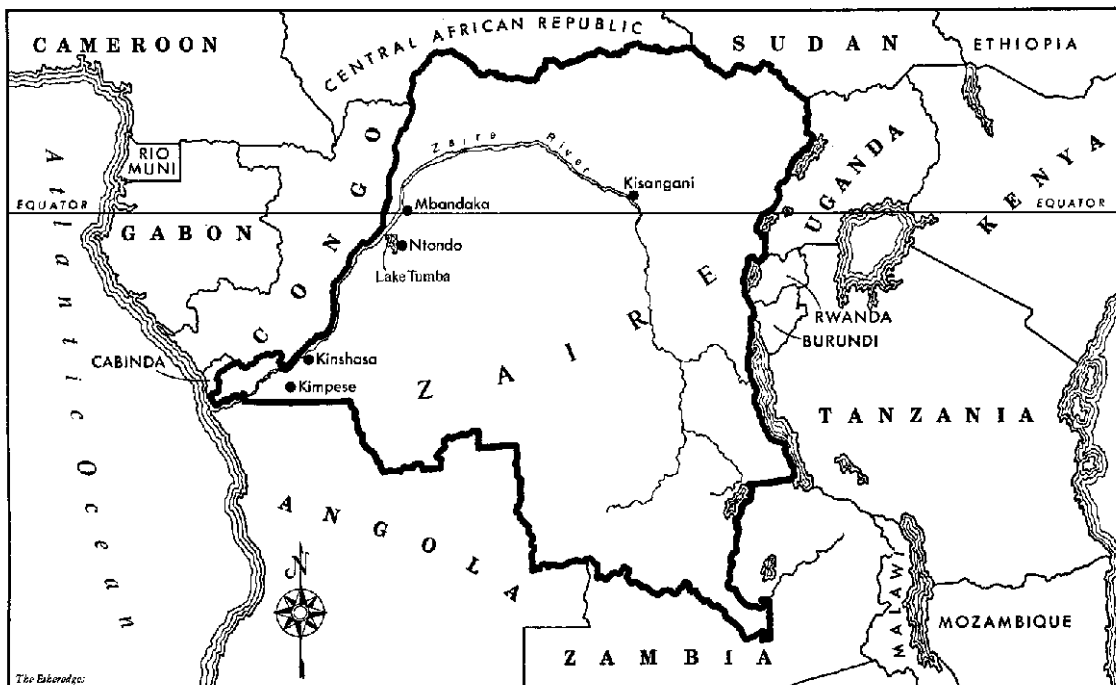 CAMEROON
CENTRAL AFRICAN REPUBLIC
SUDAN
ETHIOPIA
RIO
MUNI
CONGO
Zaire River
UGANDA
KENYA
Kisangani
EQUATOR
Mbandaka
EQUATOR
GABON
Ntondo
Lake Tumba
Atlantic Ocean
RWANDA
BURUNDI
CABINDA
Kinshasa
Kimpese
ZAIRE
TANZANIA
ANGOLA
N
MALAWI
MOZAMBIQUE
ZAMBIA